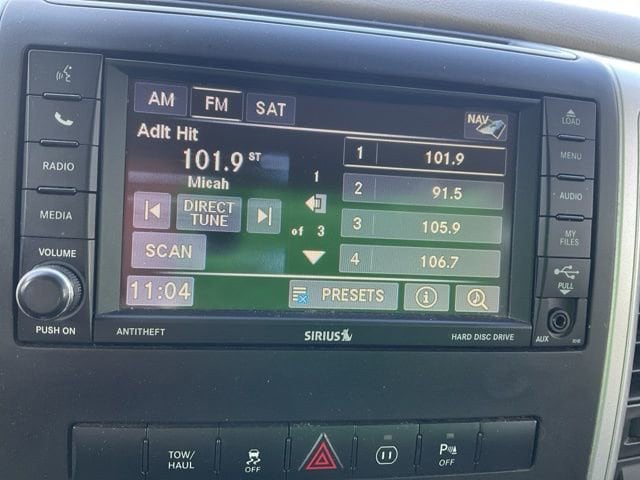 AM FM SAT NAV
Adlt Hit
101.9 ST
Micah
DIRECT
TUNE
SCAN
11:04
1
of 3
1 101.9
2 91.5
3 105.9
4 106.7
PRESETS
RADIO
MEDIA
VOLUME
PUSH ON
LOAD
MENU
AUDIO
MY
FILES
PULL
AUX
ANTITHEFT
SIRIUS
HARD DISC DRIVE
TOW/
HAUL
OFF
P
OFF